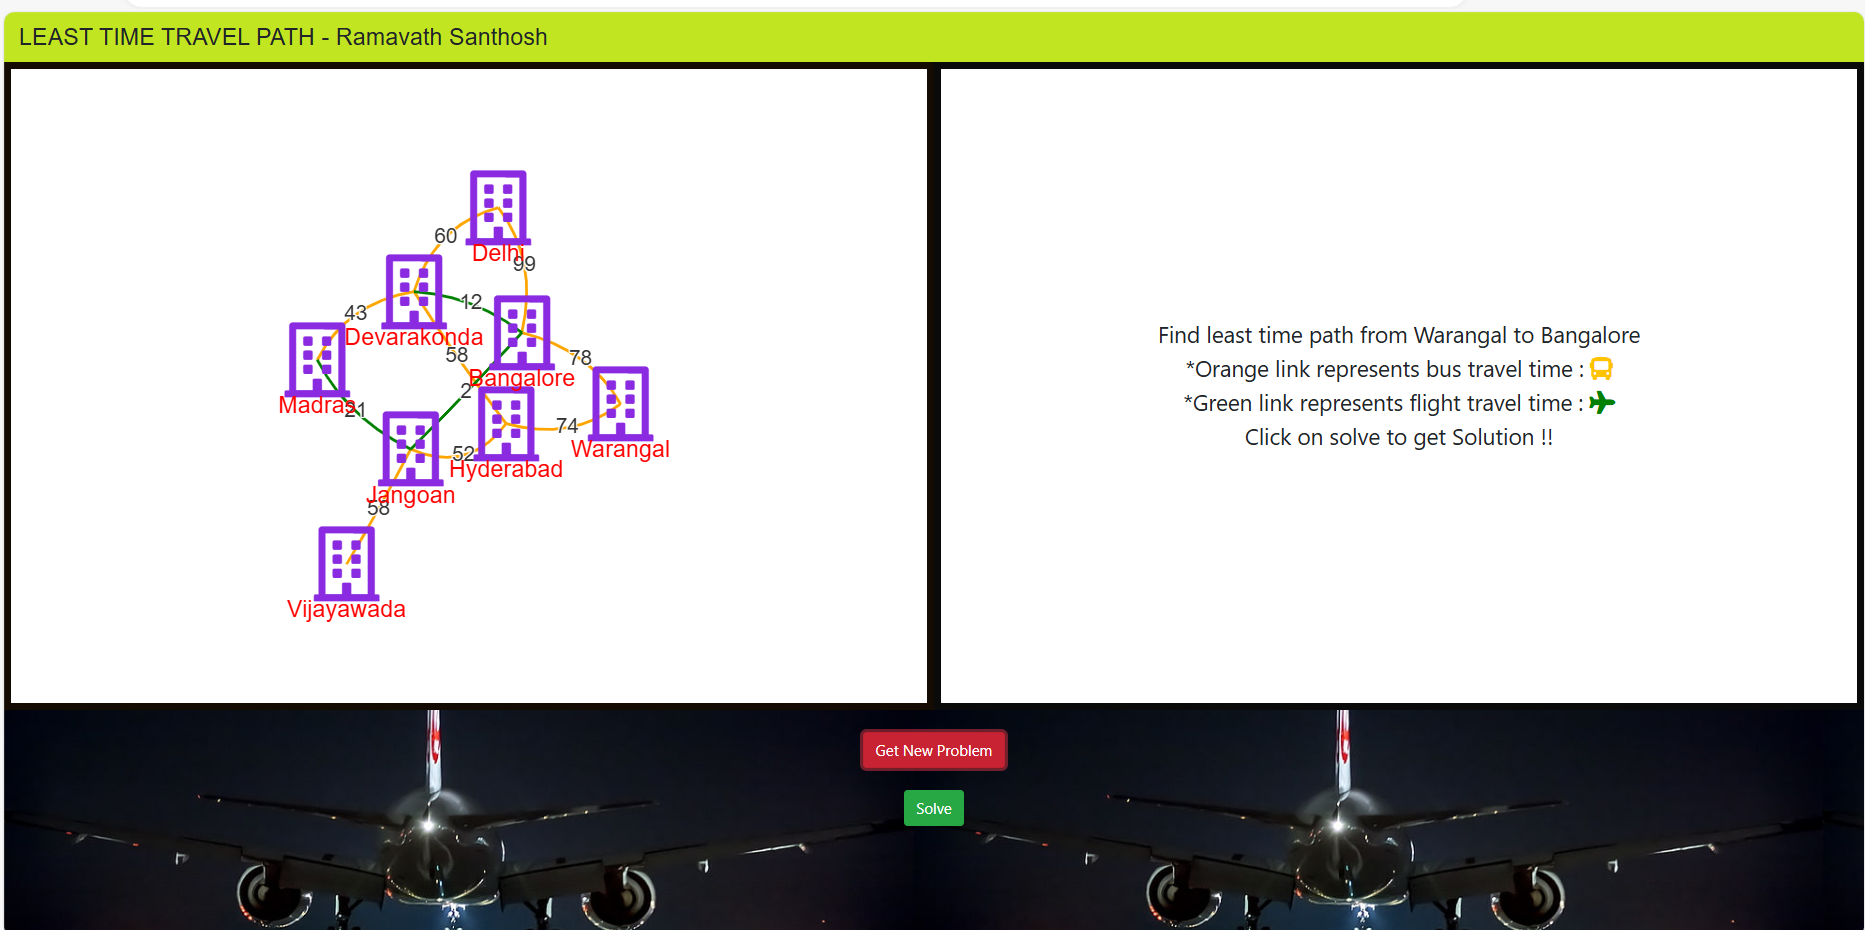 LEAST TIME TRAVEL PATH - Ramavath Santhosh
60
Delhi
99
12
43
Devarakonda
58
78
Bangalore
2
Madras
21
74
Warangal
52
Hyderabad
Jangoan
58
Vijayawada
Find least time path from Warangal to Bangalore
*Orange link represents bus travel time :
*Green link represents flight travel time :
Click on solve to get Solution !!
Get New Problem
Solve